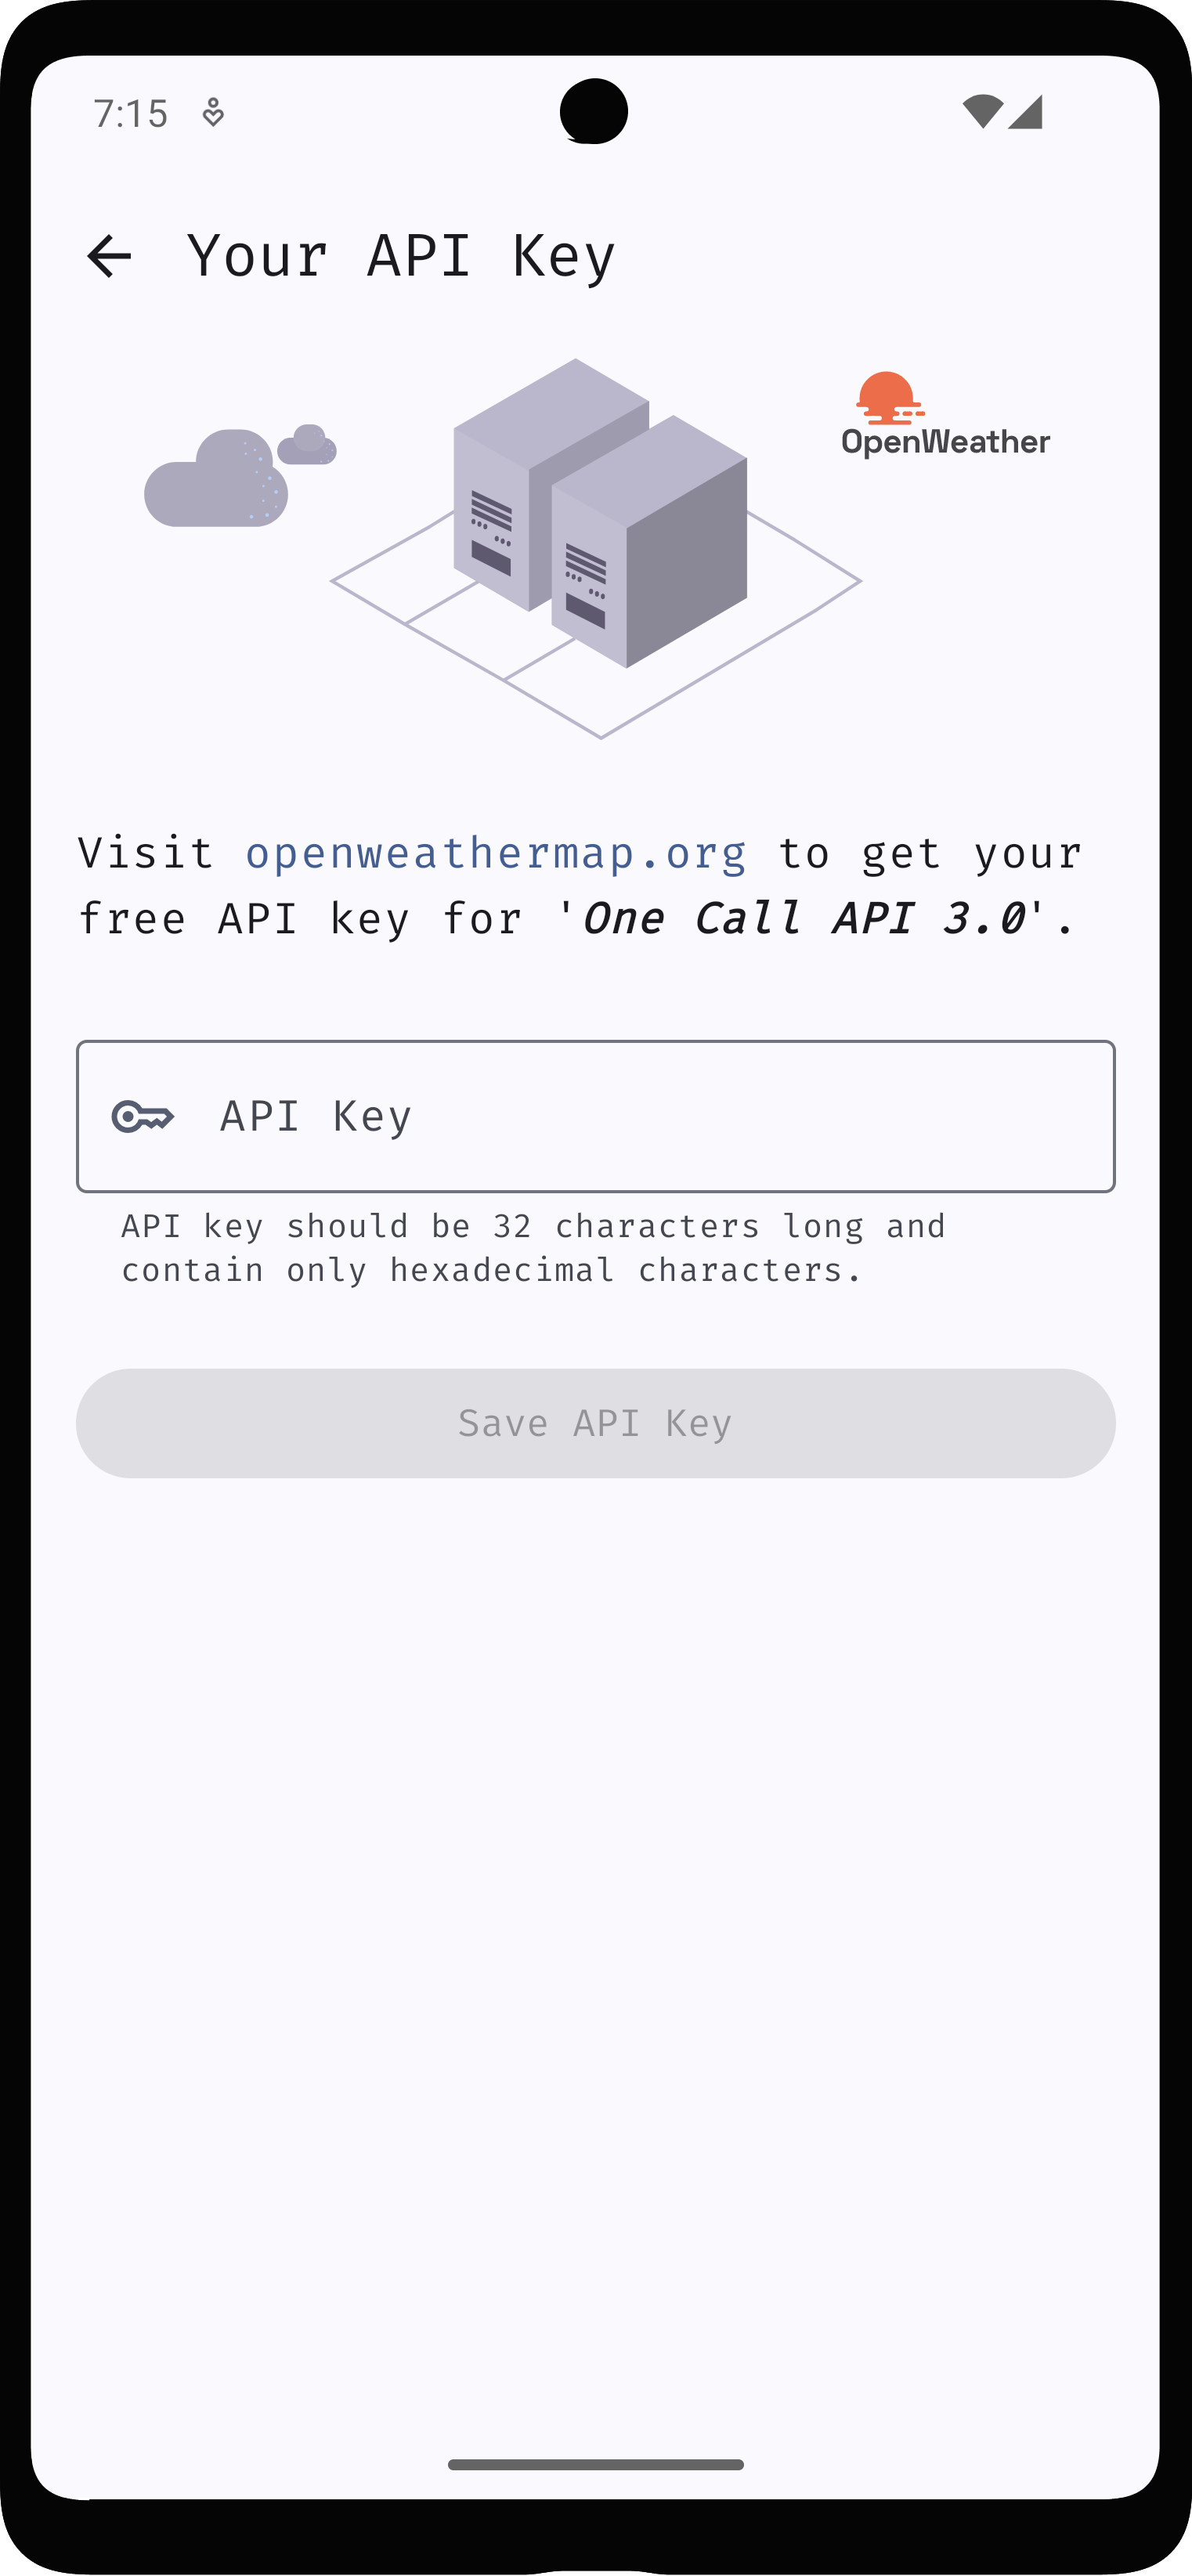 7:15
Your API Key
OpenWeather
Visit openweathermap.org to get your
free API key for 'One Call API 3.0'.
API Key
API key should be 32 characters long and
contain only hexadecimal characters.
Save API Key